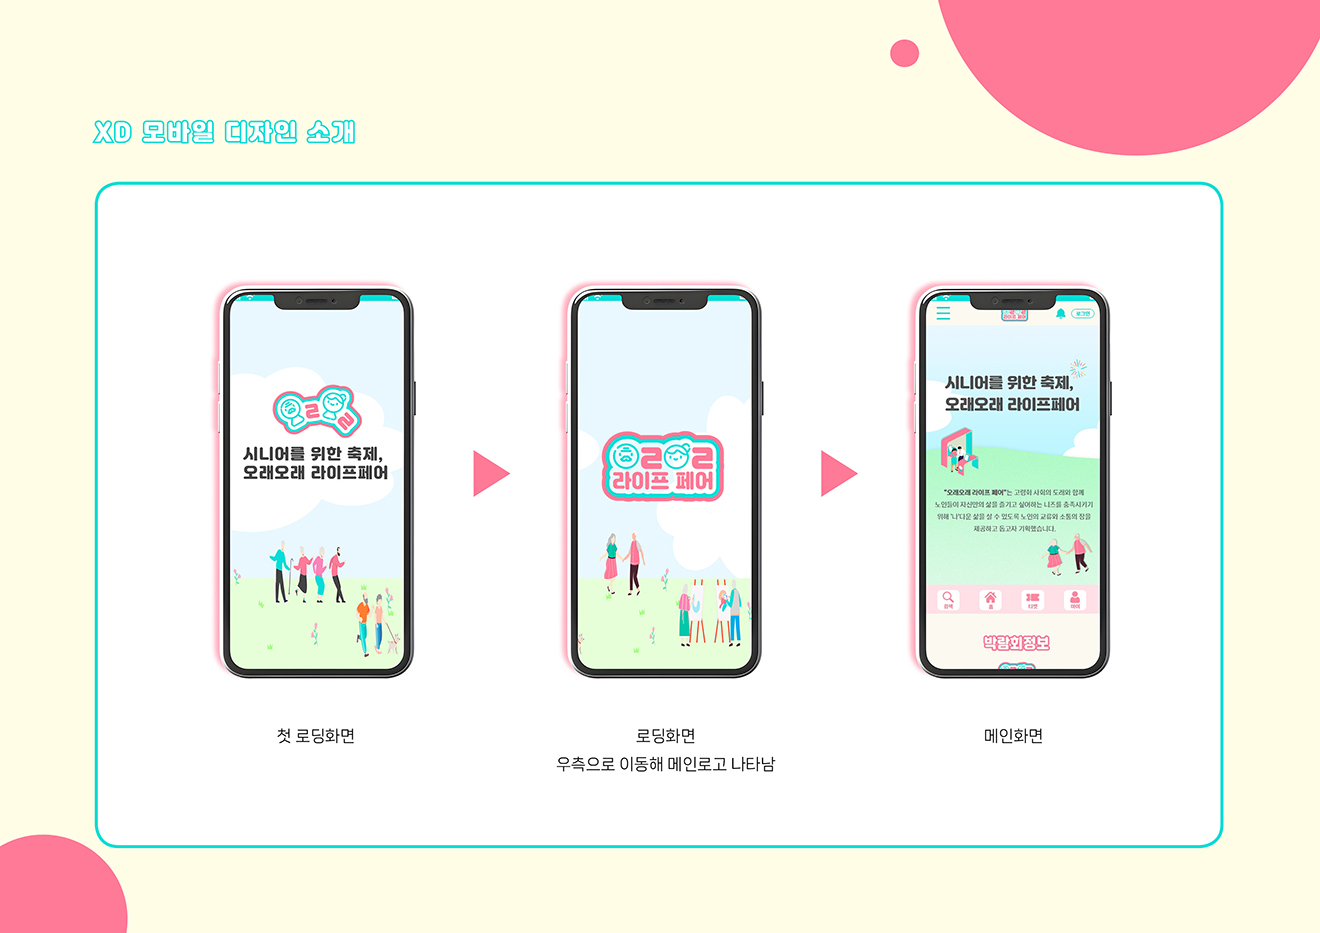 XD 모바일 디자인 소개
시니어를 위한 축제,
오래오래 라이프페어
라이프 페어
라이프 페어
로그인
시니어를 위한 축제,
오래오래 라이프페어
"오래오래 라이프 페어"는 고령화 사회의 도래와 함께
노인들이 자신만의 삶을 즐기고 싶어하는 니즈를 충족시키기
위해 '나'다운 삶을 살 수 있도록 노인의 교류와 소통의 장을
제공하고 돕고자 기획했습니다.
검색 홈 티켓 마이
박람회정보
첫 로딩화면
로딩화면
우측으로 이동해 메인로고 나타남
메인화면